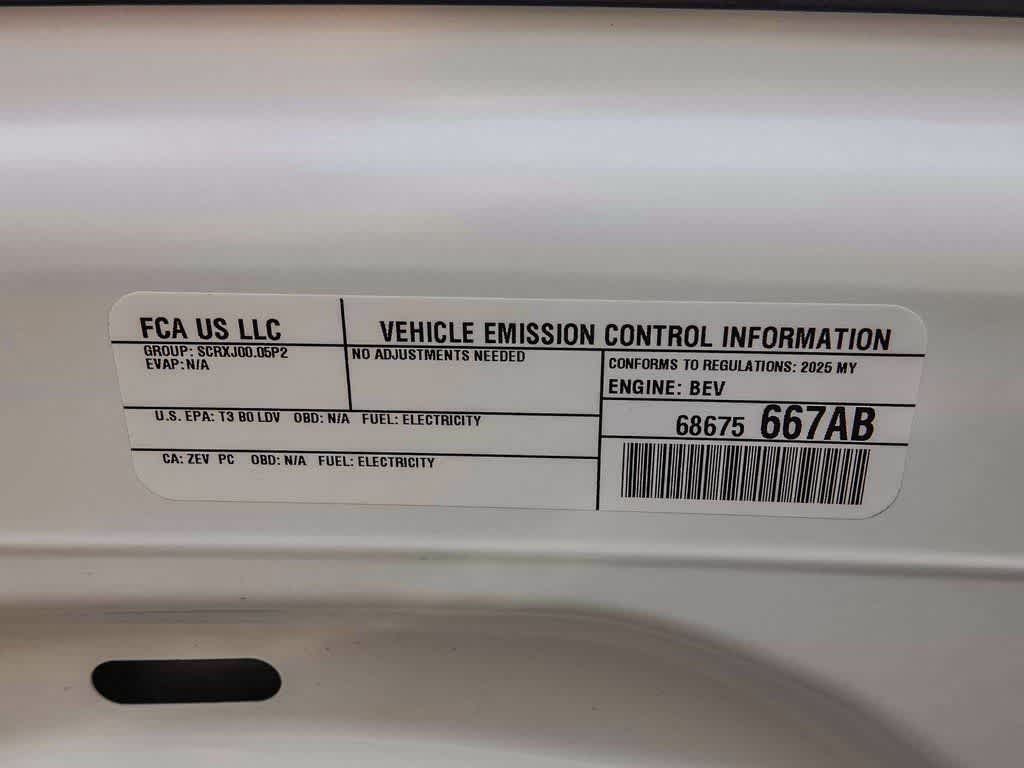 FCA US LLC
VEHICLE EMISSION CONTROL INFORMATION
GROUP: SCRXJ00.05P2
EVAP:N/A
NO ADJUSTMENTS NEEDED
CONFORMS TO REGULATIONS: 2025 MY
ENGINE: BEV
U.S. EPA: T3 B0 LDV OBD: N/A FUEL: ELECTRICITY
68675 667AB
CA: ZEV PC OBD: N/A FUEL: ELECTRICITY